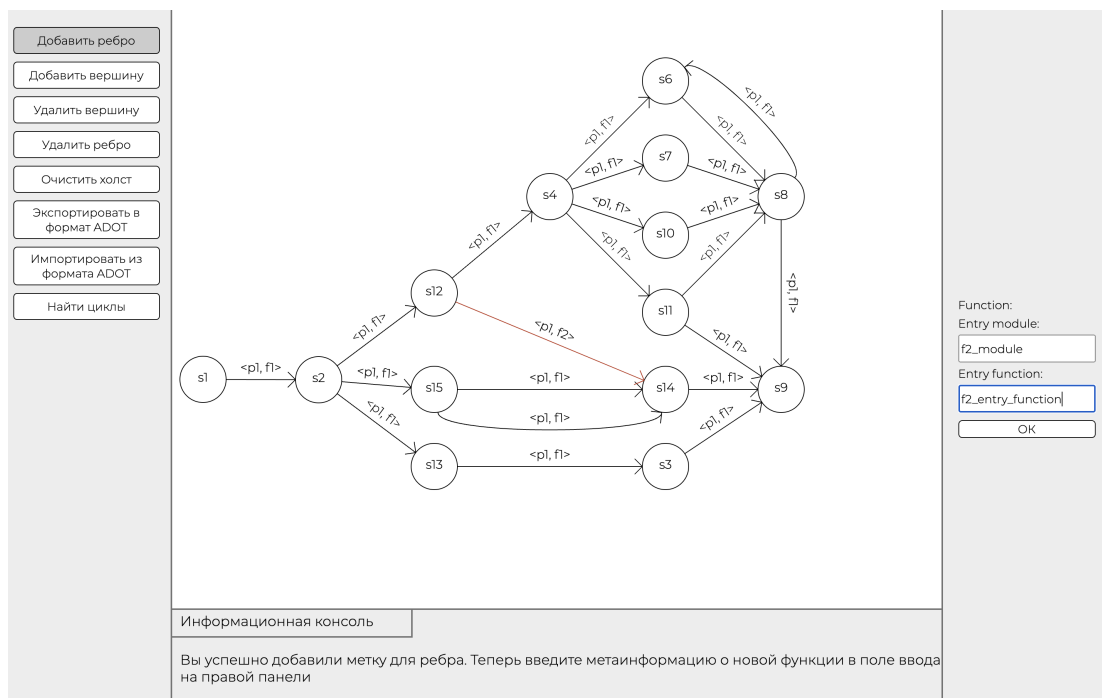 Добавить ребро
Добавить вершину
Удалить вершину
Удалить ребро
Очистить холст
Экспортировать в
формат ADOT
Импортировать из
формата ADOT
Найти циклы
s6
<p1, f1>
<p1, f1>
<p1, f1>
s7
<p1, f1>
<p1, f1>
s4
s8
<p1, f1>
<p1, f1>
s10
<p1, f1>
<p1, f1>
<p1, f1>
s12
s11
<p1, f1>
<p1, f1>
<p1, f2>
<p1, f1>
s1
<p1, f1>
s2
<p1, f1>
s15
<p1, f1>
s14
<p1, f1>
s9
<p1, f1>
<p1, f1>
s13
<p1, f1>
s3
Function:
Entry module:
f2_module
Entry function:
f2_entry_function
OK
Информационная консоль
Вы успешно добавили метку для ребра. Теперь введите метаинформацию о новой функции в поле ввода
на правой панели